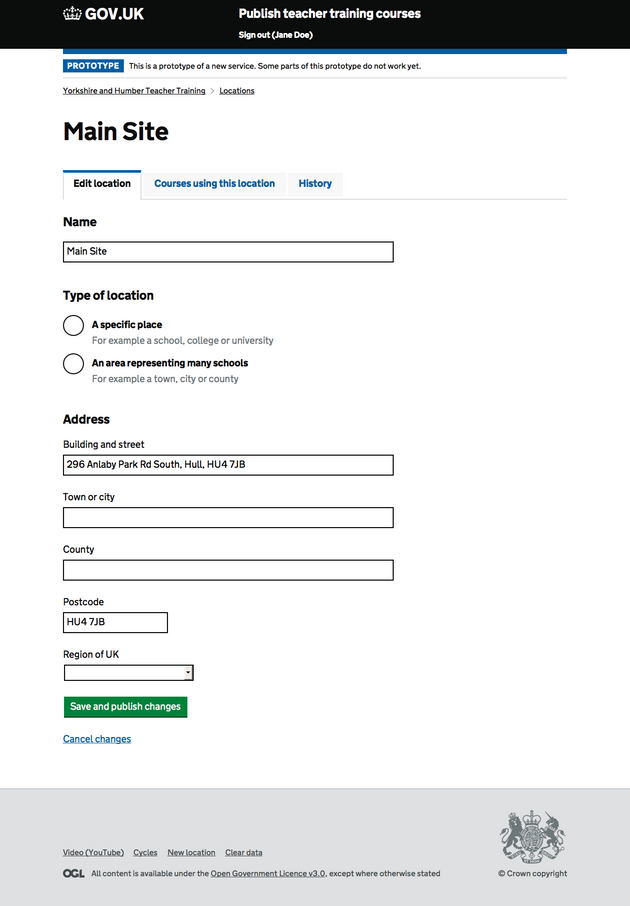 GOV.UK
Publish teacher training courses
Sign out (Jane Doe)
PROTOTYPE This is a prototype of a new service. Some parts of this prototype do not work yet.
Yorkshire and Humber Teacher Training > Locations
Main Site
Edit location Courses using this location History
Name
Main Site
Type of location
A specific place
For example a school, college or university
An area representing many schools
For example a town, city or county
Address
Building and street
296 Anlaby Park Rd South, Hull, HU4 7JB
Town or city
County
Postcode
HU4 7JB
Region of UK
Save and publish changes
Cancel changes
Video (YouTube) Cycles New location Clear data
OGL All content is available under the Open Government Licence v3.0, except where otherwise stated
© Crown copyright